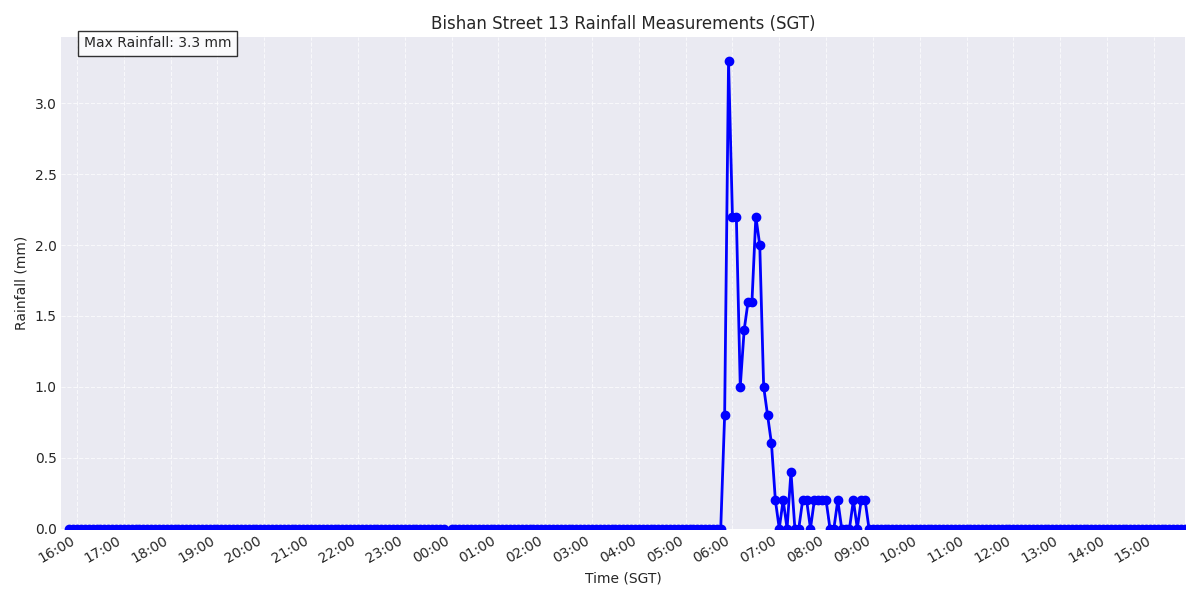 Bishan Street 13 Rainfall Measurements (SGT)
Max Rainfall: 3.3 mm
3.0
2.5
2.0
1.5
1.0
0.5
0.0
Rainfall (mm)
16:00 17:00 18:00 19:00 20:00 21:00 22:00 23:00 00:00 01:00 02:00 03:00 04:00 05:00 06:00 07:00 08:00 09:00 10:00 11:00 12:00 13:00 14:00 15:00
Time (SGT)